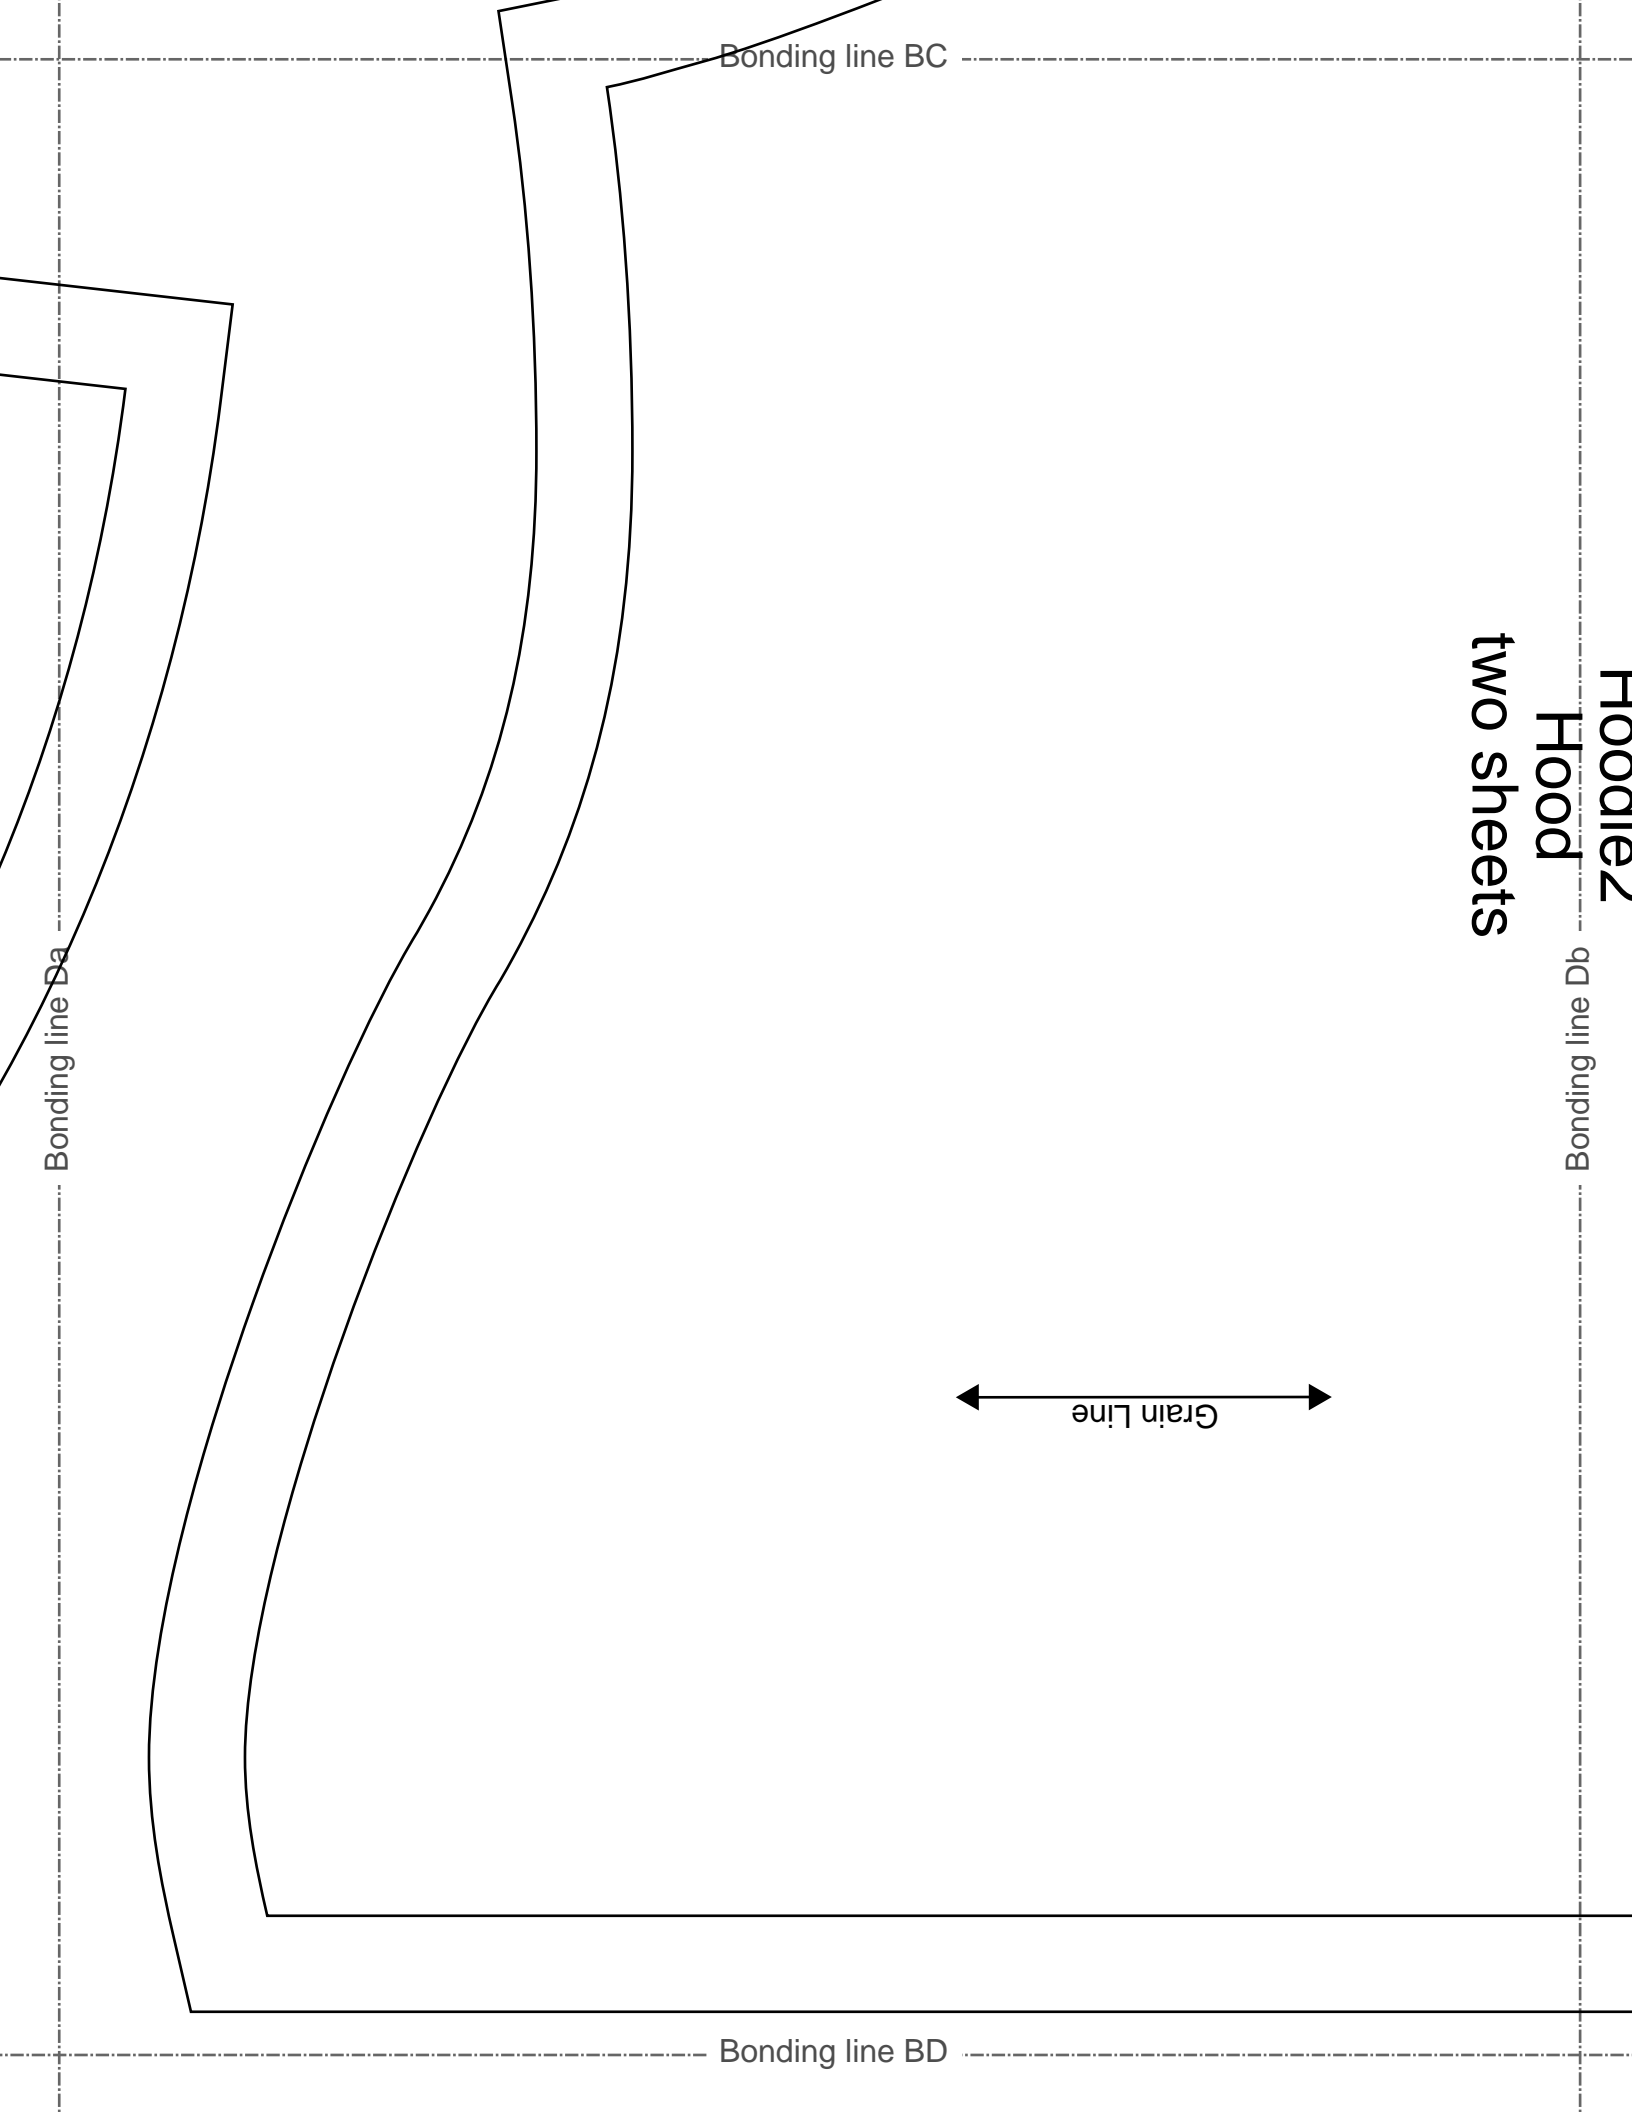 Bonding line BC
Hoodie2
Hood
two sheets
Bonding line Da
Bonding line Db
Grain Line
Bonding line BD